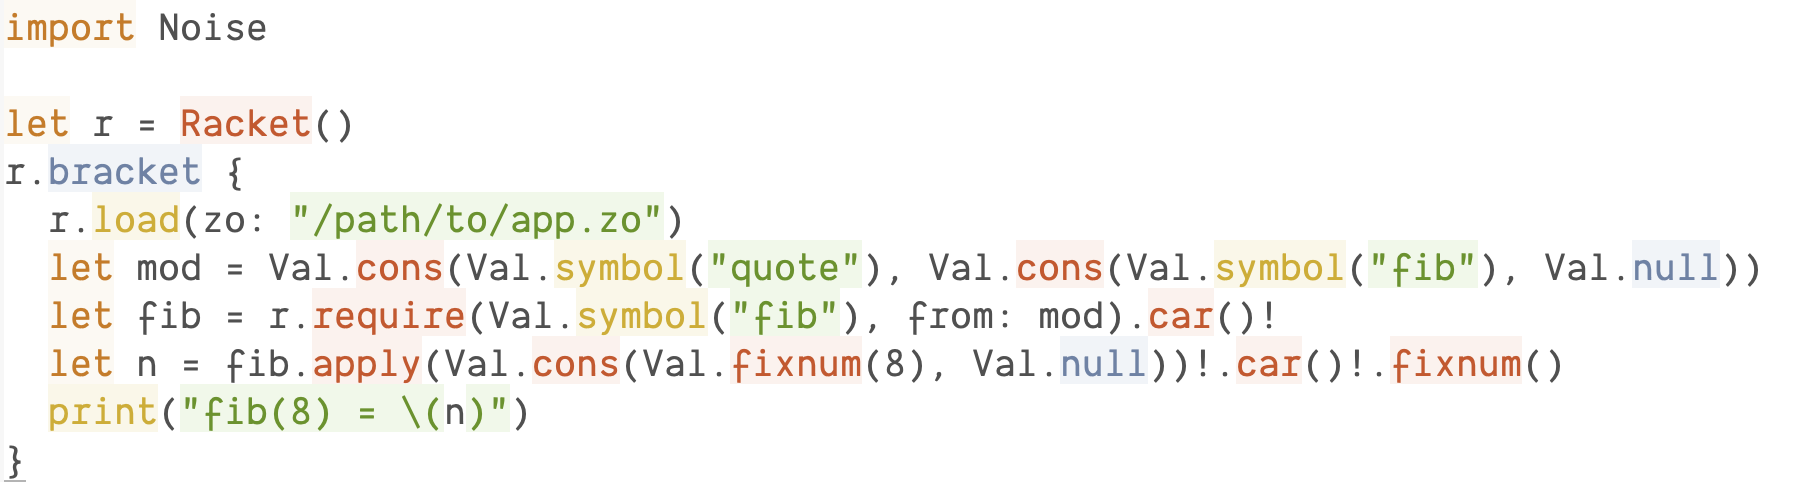 import Noise

let r = Racket()
r.bracket {
  r.load(zo: "/path/to/app.zo")
  let mod = Val.cons(Val.symbol("quote"), Val.cons(Val.symbol("fib"), Val.null))
  let fib = r.require(Val.symbol("fib"), from: mod).car()!
  let n = fib.apply(Val.cons(Val.fixnum(8), Val.null))!.car()!.fixnum()
  print("fib(8) = \(n)")
}